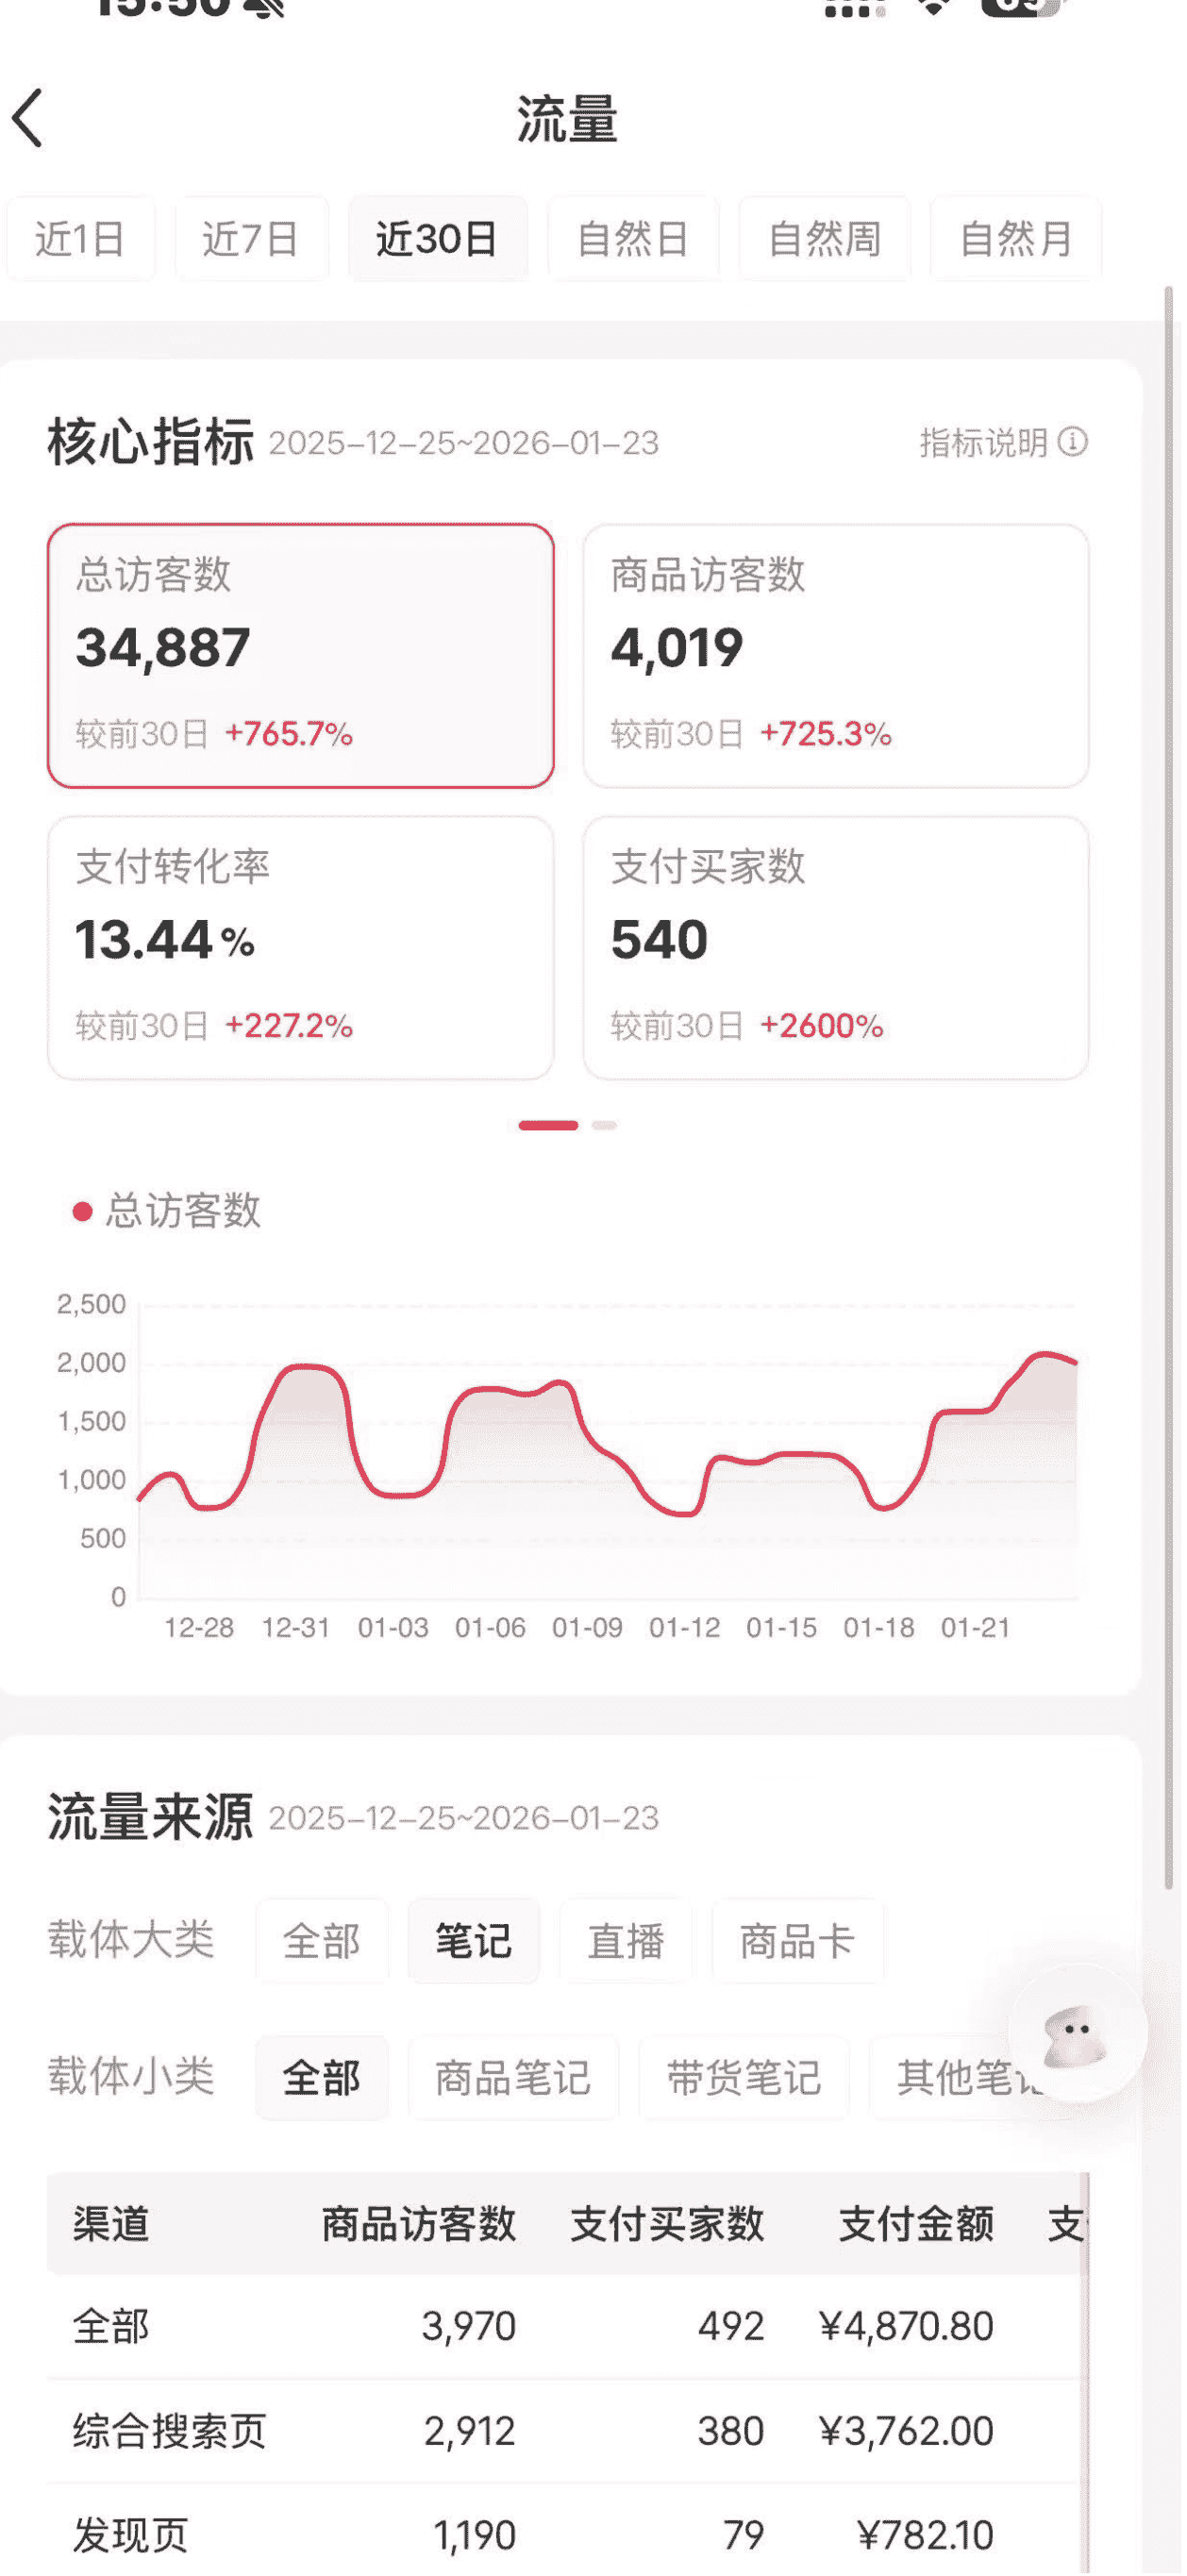 15:50
流量
近1日 近7日 近30日 自然日 自然周 自然月
核心指标 2025-12-25~2026-01-23 指标说明
总访客数 商品访客数
34,887 4,019
较前30日 +765.7% 较前30日 +725.3%
支付转化率 支付买家数
13.44% 540
较前30日 +227.2% 较前30日 +2600%
总访客数
2,500
2,000
1,500
1,000
500
0
12-28 12-31 01-03 01-06 01-09 01-12 01-15 01-18 01-21
流量来源 2025-12-25~2026-01-23
载体大类 全部 笔记 直播 商品卡
载体小类 全部 商品笔记 带货笔记 其他笔记
渠道 商品访客数 支付买家数 支付金额 支
全部 3,970 492 ¥4,870.80
综合搜索页 2,912 380 ¥3,762.00
发现页 1,190 79 ¥782.10